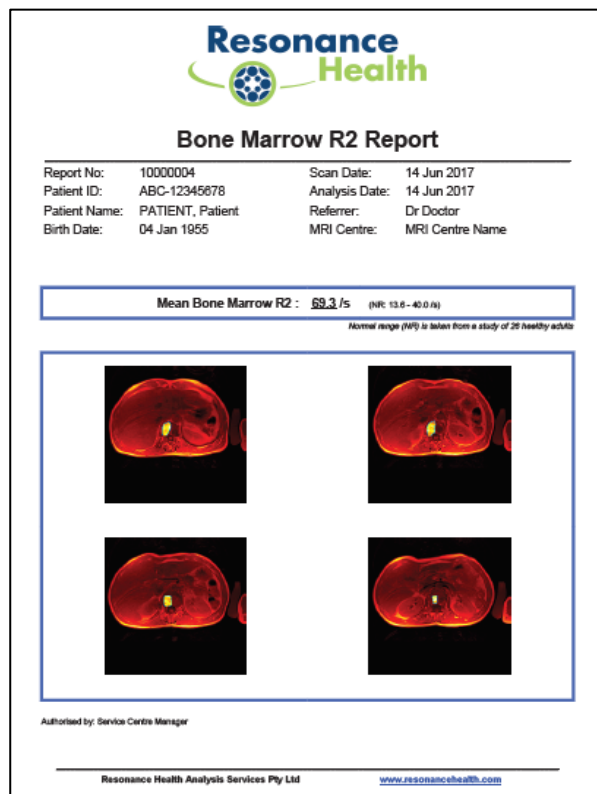 Resonance
Health
Bone Marrow R2 Report
Report No: 10000004 Scan Date: 14 Jun 2017
Patient ID: ABC-12345678 Analysis Date: 14 Jun 2017
Patient Name: PATIENT, Patient Referrer: Dr Doctor
Birth Date: 04 Jan 1955 MRI Centre: MRI Centre Name
Mean Bone Marrow R2 : 69.3 /s (NR: 13.6 - 40.0 /s)
Normal range (NR) is taken from a study of 26 healthy adults
Authorised by: Service Centre Manager
Resonance Health Analysis Services Pty Ltd www.resonancehealth.com